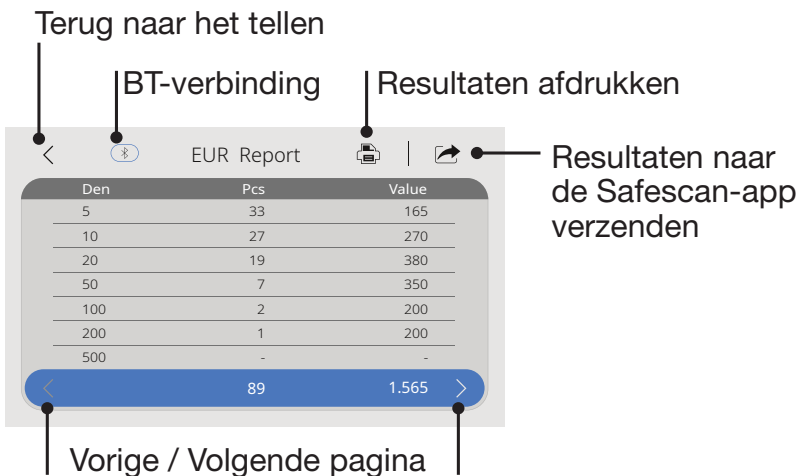 Terug naar het tellen
BT-verbinding
Resultaten afdrukken
EUR Report
Resultaten naar
de Safescan-app
verzenden
Den Pcs Value
5 33 165
10 27 270
20 19 380
50 7 350
100 2 200
200 1 200
500 - -
89 1.565
Vorige / Volgende pagina